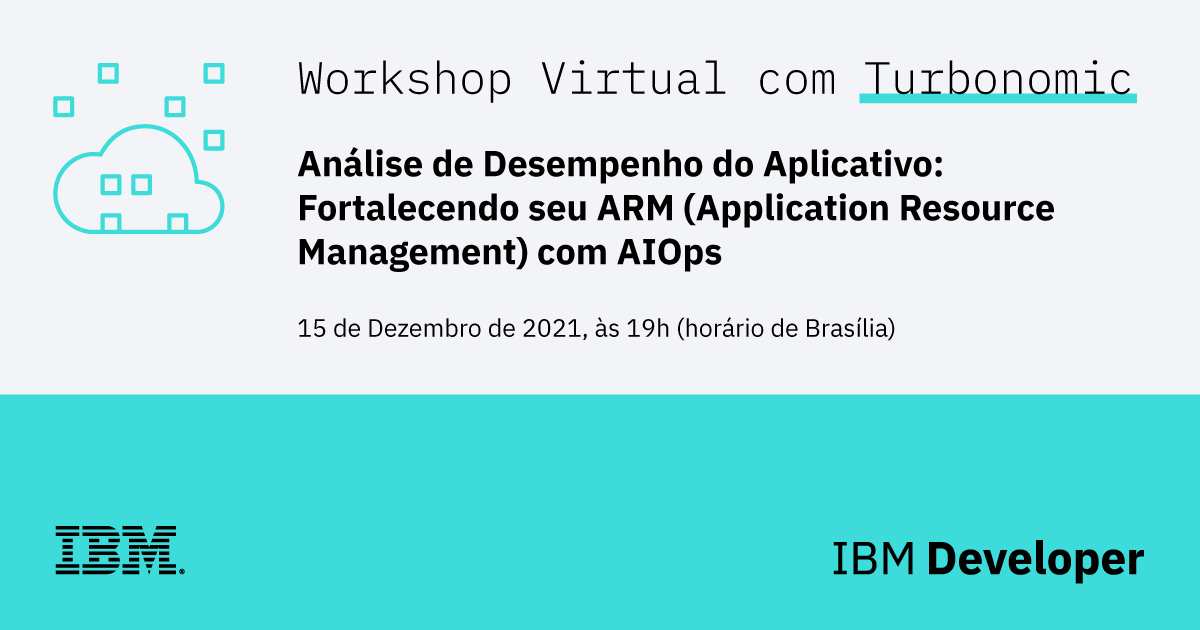 Workshop Virtual com Turbonomic
Análise de Desempenho do Aplicativo:
Fortalecendo seu ARM (Application Resource
Management) com AIOps
15 de Dezembro de 2021, às 19h (horário de Brasília)
IBM®
IBM Developer